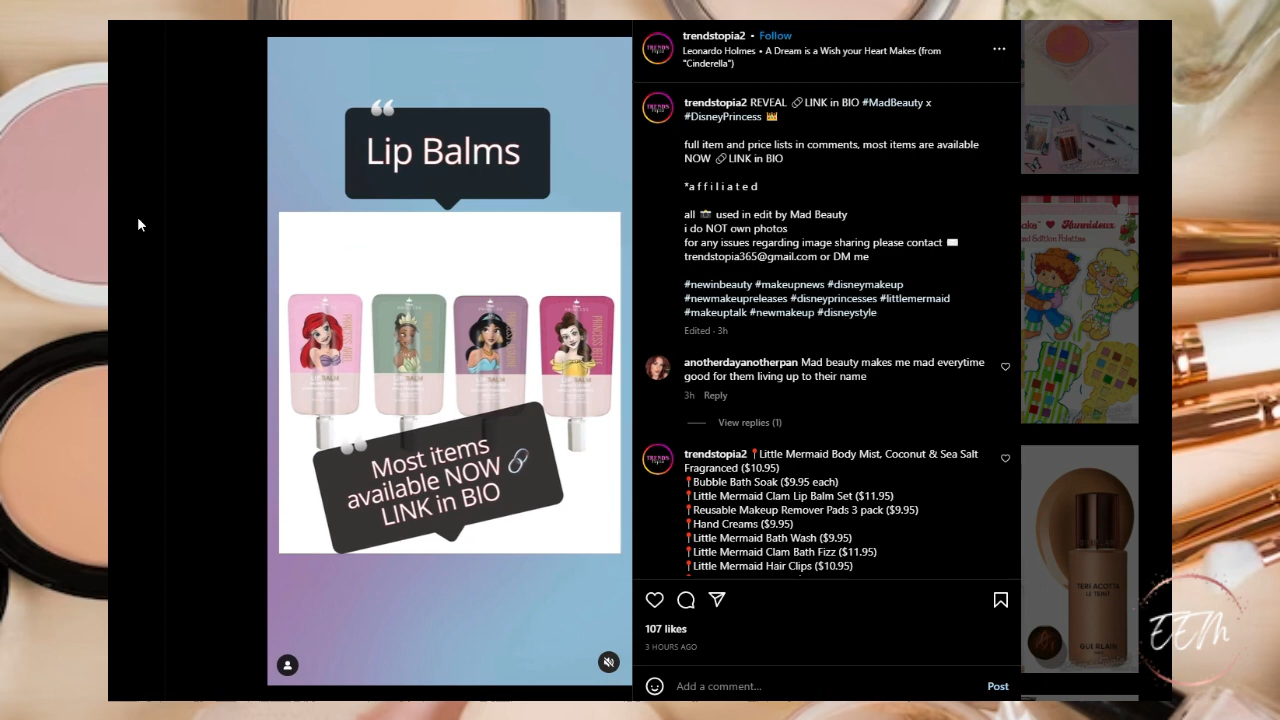 Lip Balms
PRINCESS
PRINCESS
PRINCESS
PRINCESS
Most items
available NOW
LINK in BIO
trendstopia2 • Follow
Leonardo Holmes • A Dream is a Wish your Heart Makes (from
"Cinderella")
trendstopia2 REVEAL 🔗LINK in BIO #MadBeauty x
#DisneyPrincess 👑
full item and price lists in comments, most items are available
NOW 🔗LINK in BIO
*a f f i l i a t e d
all 📸 used in edit by Mad Beauty
i do NOT own photos
for any issues regarding image sharing please contact ✉️
trendstopia365@gmail.com or DM me
#newinbeauty #makeupnews #disneymakeup
#newmakeupreleases #disneyprincesses #littlemermaid
#makeuptalk #newmakeup #disneystyle
Edited · 3h
anotherdayanotherpan Mad beauty makes me mad everytime
good for them living up to their name
3h Reply
View replies (1)
trendstopia2 📍Little Mermaid Body Mist, Coconut & Sea Salt
Fragranced ($10.95)
📍Bubble Bath Soak ($9.95 each)
📍Little Mermaid Clam Lip Balm Set ($11.95)
📍Reusable Makeup Remover Pads 3 pack ($9.95)
📍Hand Creams ($9.95)
📍Little Mermaid Bath Wash ($9.95)
📍Little Mermaid Clam Bath Fizz ($11.95)
📍Little Mermaid Hair Clips ($10.95)
107 likes
3 HOURS AGO
Add a comment... Post
TERRACOTTA
LE TEINT
GUERLAIN
EEM